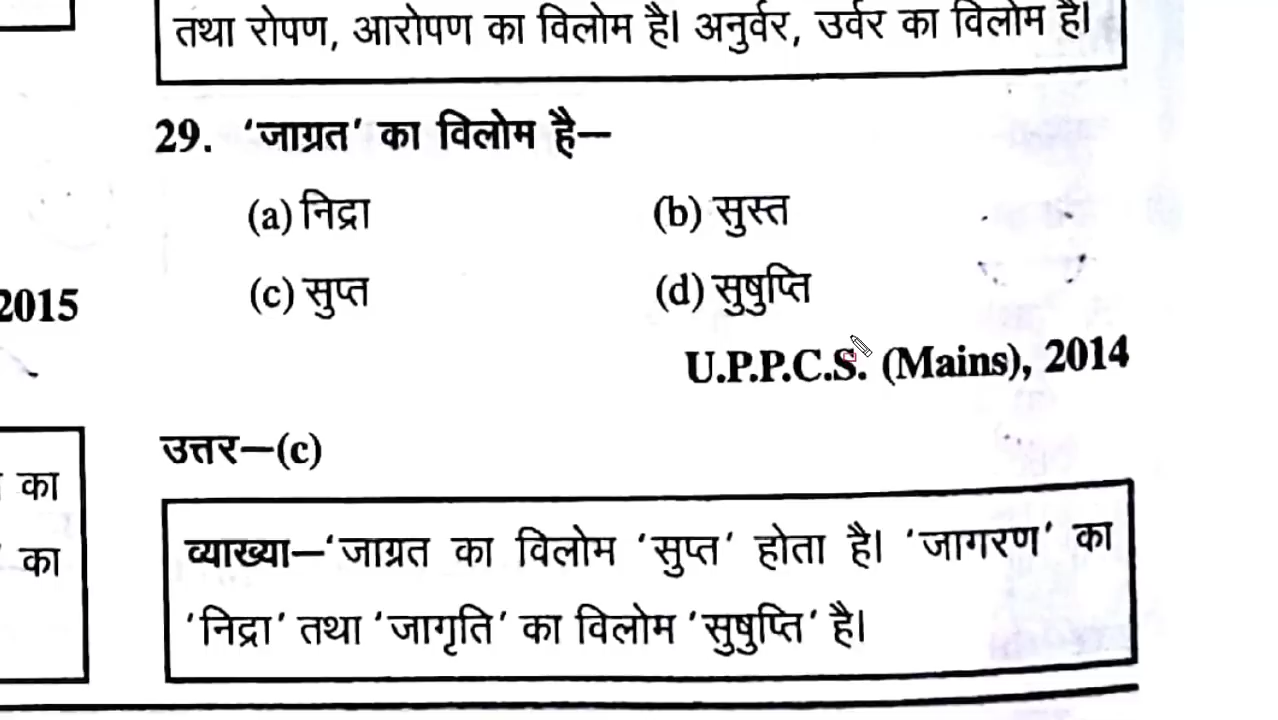 तथा रोपण, आरोपण का विलोम है। अनुर्वर, उर्वर का विलोम है।
29. ‘जाग्रत’ का विलोम है—
(a) निद्रा (b) सुस्त
(c) सुप्त (d) सुषुप्ति
2015
U.P.P.C.S. (Mains), 2014
उत्तर—(c)
का
व्याख्या—‘जाग्रत का विलोम ‘सुप्त’ होता है। ‘जागरण’ का
का
‘निद्रा’ तथा ‘जागृति’ का विलोम ‘सुषुप्ति’ है।